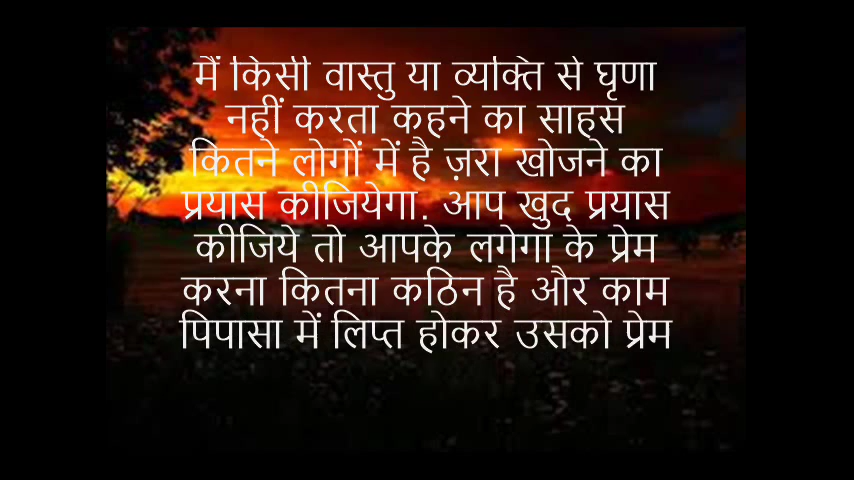 मैं किसी वास्तु या व्यक्ति से घृणा
नहीं करता कहने का साहस
कितने लोगों में है ज़रा खोजने का
प्रयास कीजियेगा. आप खुद प्रयास
कीजिये तो आपके लगेगा के प्रेम
करना कितना कठिन है और काम
पिपासा में लिप्त होकर उसको प्रेम